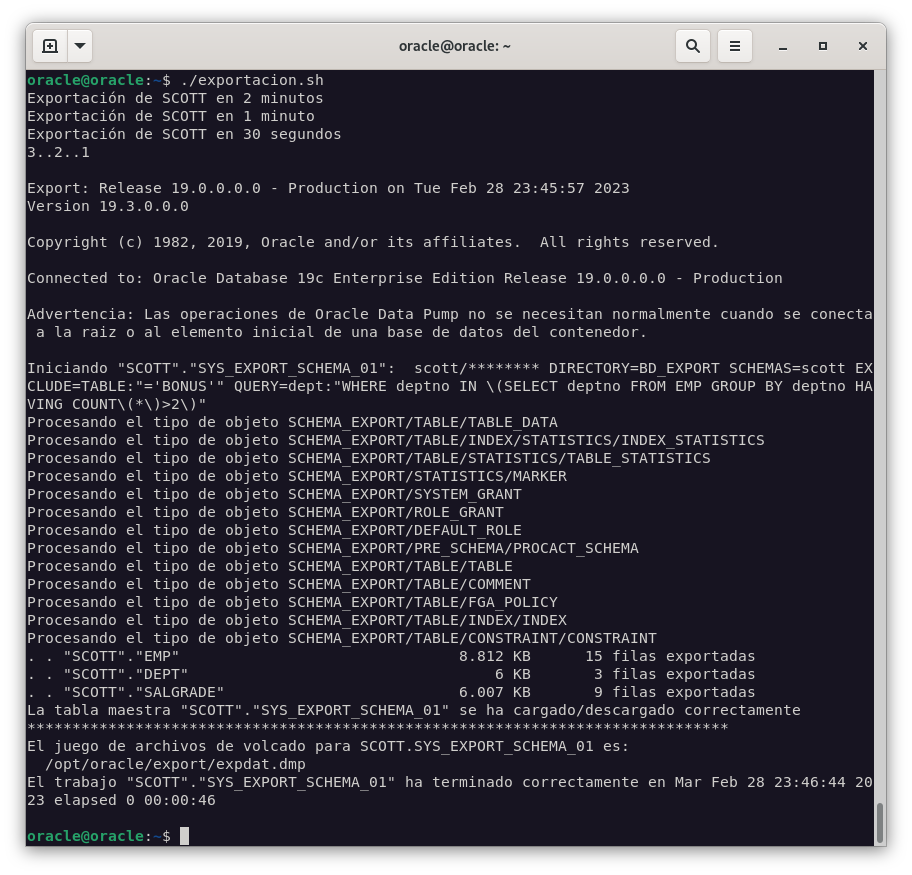 oracle@oracle: ~
oracle@oracle:~$ ./exportacion.sh
Exportación de SCOTT en 2 minutos
Exportación de SCOTT en 1 minuto
Exportación de SCOTT en 30 segundos
3..2..1
Export: Release 19.0.0.0.0 - Production on Tue Feb 28 23:45:57 2023
Version 19.3.0.0.0
Copyright (c) 1982, 2019, Oracle and/or its affiliates.  All rights reserved.
Connected to: Oracle Database 19c Enterprise Edition Release 19.0.0.0.0 - Production
Advertencia: Las operaciones de Oracle Data Pump no se necesitan normalmente cuando se conecta
 a la raiz o al elemento inicial de una base de datos del contenedor.
Iniciando "SCOTT"."SYS_EXPORT_SCHEMA_01":  scott/******** DIRECTORY=BD_EXPORT SCHEMAS=scott EX
CLUDE=TABLE:"='BONUS'" QUERY=dept:"WHERE deptno IN \(SELECT deptno FROM EMP GROUP BY deptno HA
VING COUNT\(*\)>2\)"
Procesando el tipo de objeto SCHEMA_EXPORT/TABLE/TABLE_DATA
Procesando el tipo de objeto SCHEMA_EXPORT/TABLE/INDEX/STATISTICS/INDEX_STATISTICS
Procesando el tipo de objeto SCHEMA_EXPORT/TABLE/STATISTICS/TABLE_STATISTICS
Procesando el tipo de objeto SCHEMA_EXPORT/STATISTICS/MARKER
Procesando el tipo de objeto SCHEMA_EXPORT/SYSTEM_GRANT
Procesando el tipo de objeto SCHEMA_EXPORT/ROLE_GRANT
Procesando el tipo de objeto SCHEMA_EXPORT/DEFAULT_ROLE
Procesando el tipo de objeto SCHEMA_EXPORT/PRE_SCHEMA/PROCACT_SCHEMA
Procesando el tipo de objeto SCHEMA_EXPORT/TABLE/TABLE
Procesando el tipo de objeto SCHEMA_EXPORT/TABLE/COMMENT
Procesando el tipo de objeto SCHEMA_EXPORT/TABLE/FGA_POLICY
Procesando el tipo de objeto SCHEMA_EXPORT/TABLE/INDEX/INDEX
Procesando el tipo de objeto SCHEMA_EXPORT/TABLE/CONSTRAINT/CONSTRAINT
. . "SCOTT"."EMP"                               8.812 KB      15 filas exportadas
. . "SCOTT"."DEPT"                                  6 KB       3 filas exportadas
. . "SCOTT"."SALGRADE"                          6.007 KB       9 filas exportadas
La tabla maestra "SCOTT"."SYS_EXPORT_SCHEMA_01" se ha cargado/descargado correctamente
******************************************************************************
El juego de archivos de volcado para SCOTT.SYS_EXPORT_SCHEMA_01 es:
  /opt/oracle/export/expdat.dmp
El trabajo "SCOTT"."SYS_EXPORT_SCHEMA_01" ha terminado correctamente en Mar Feb 28 23:46:44 20
23 elapsed 0 00:00:46
oracle@oracle:~$